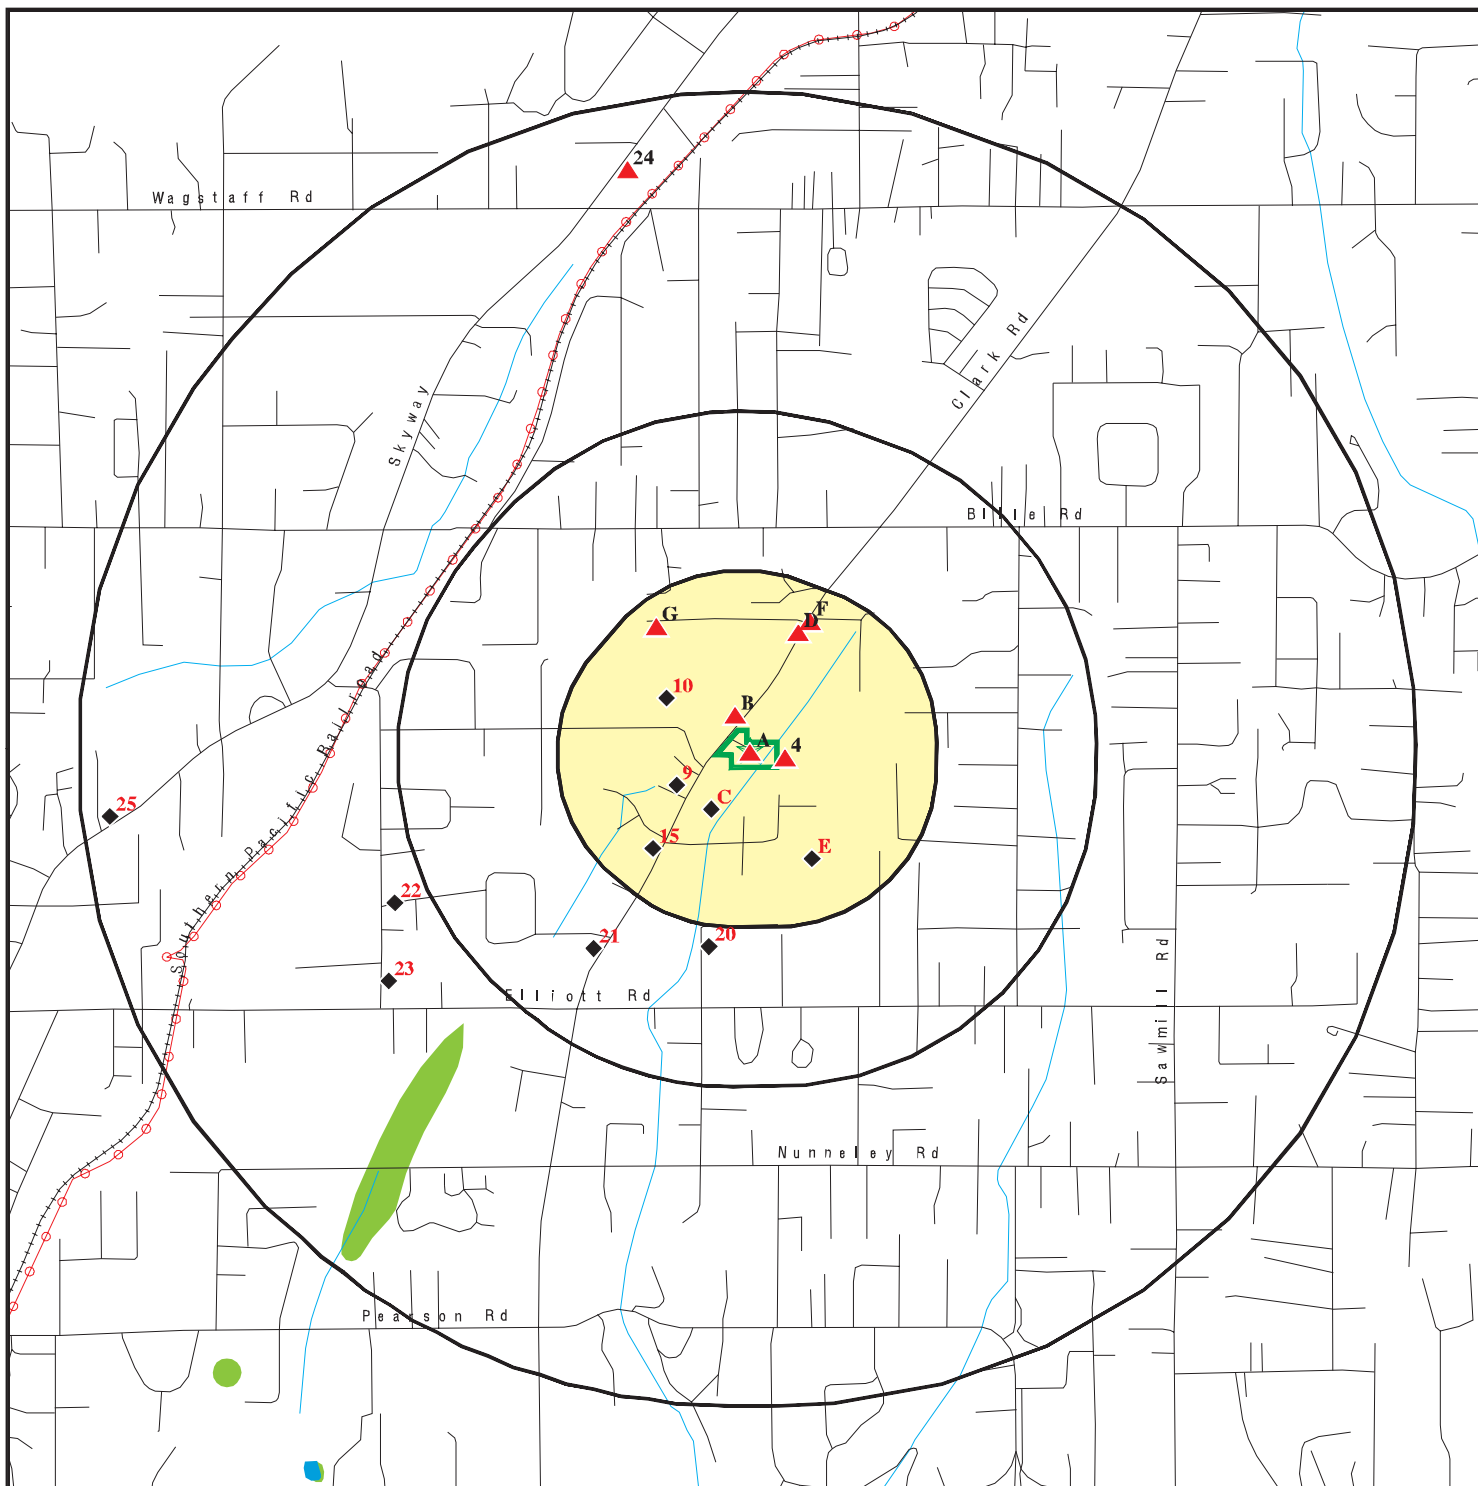 24
Wagstaff Rd
Clark Rd
Skyway
Billie Rd
F
D
G
10
B
A
4
9
C
25
15
E
22
21
20
23
Southern Pacific Railroad
Elliott Rd
Sawmill Rd
Nunneley Rd
Pearson Rd